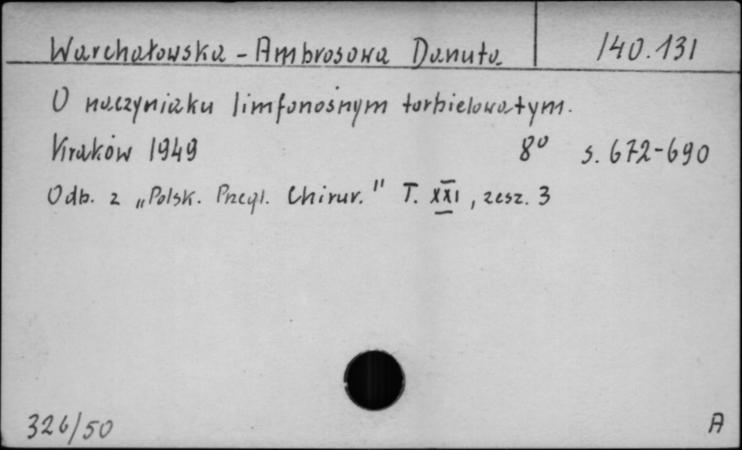 Warchałowska - Ambrosowa Danuta 140.131
O naczyniaku limfonośnym torbielowatym.
Kraków 1949 8° s. 672-690
Odb. z „Polsk. Przegl. Chirur." T. XXI, zesz. 3
326/50 A